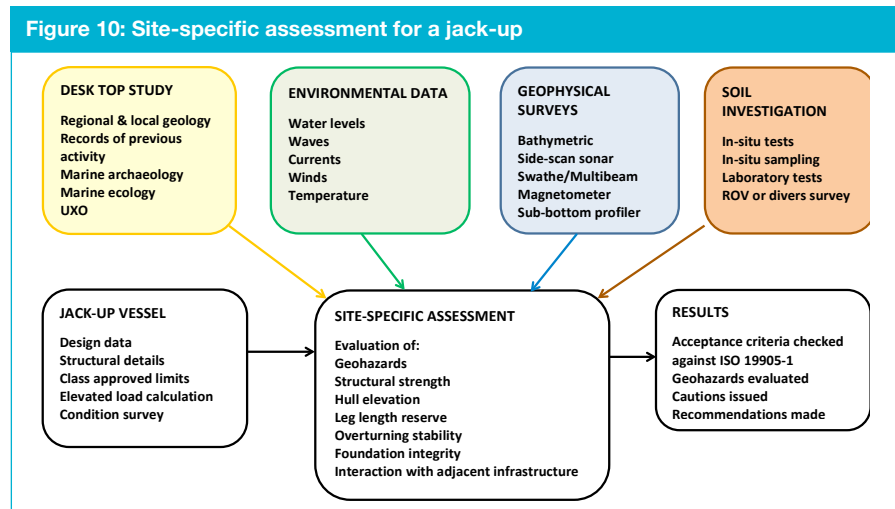 Figure 10: Site-specific assessment for a jack-up
DESK TOP STUDY
Regional & local geology
Records of previous
activity
Marine archaeology
Marine ecology
UXO
ENVIRONMENTAL DATA
Water levels
Waves
Currents
Winds
Temperature
GEOPHYSICAL
SURVEYS
Bathymetric
Side-scan sonar
Swathe/Multibeam
Magnetometer
Sub-bottom profiler
SOIL
INVESTIGATION
In-situ tests
In-situ sampling
Laboratory tests
ROV or divers survey
JACK-UP VESSEL
Design data
Structural details
Class approved limits
Elevated load calculation
Condition survey
SITE-SPECIFIC ASSESSMENT
Evaluation of:
Geohazards
Structural strength
Hull elevation
Leg length reserve
Overturning stability
Foundation integrity
Interaction with adjacent infrastructure
RESULTS
Acceptance criteria checked
against ISO 19905-1
Geohazards evaluated
Cautions issued
Recommendations made